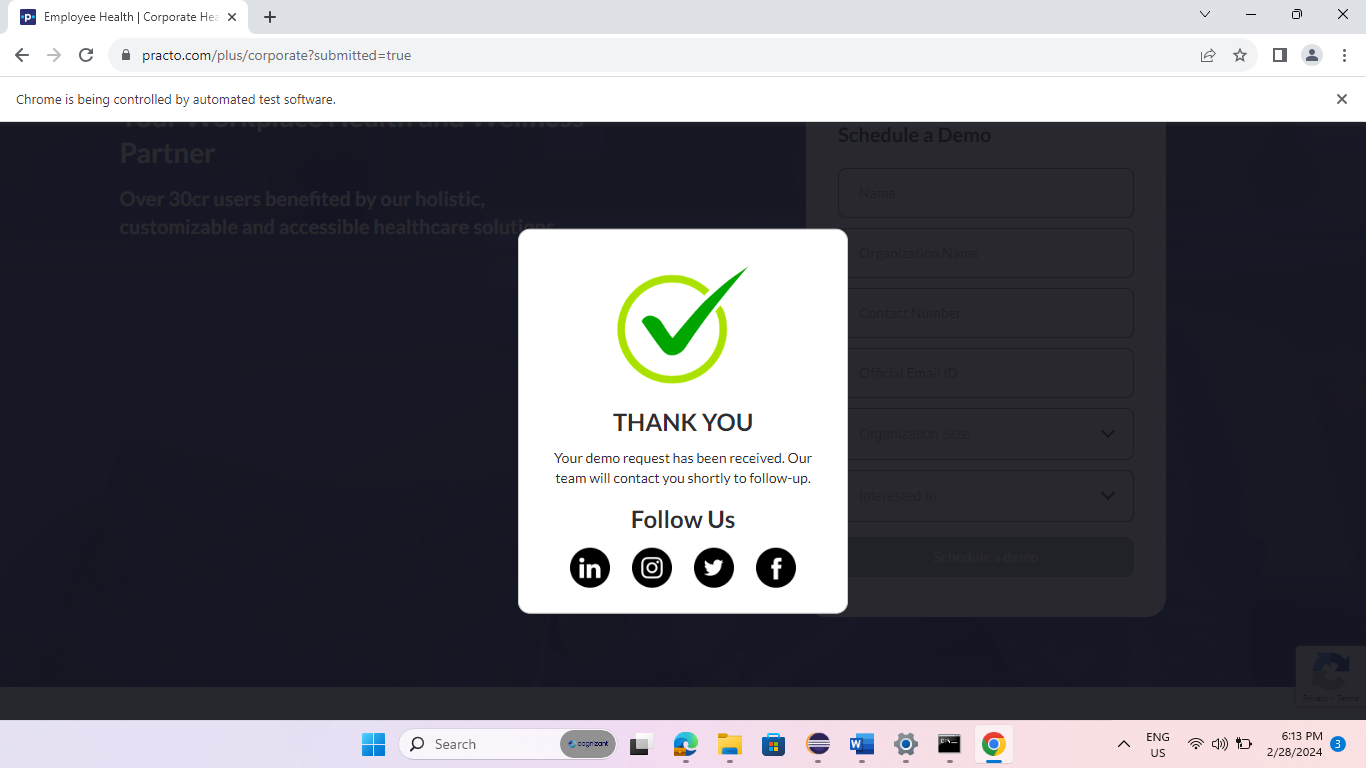 Employee Health | Corporate Hea
practo.com/plus/corporate?submitted=true
Chrome is being controlled by automated test software.
Your Workplace Health and Wellness
Partner
Over 30cr users benefited by our holistic,
customizable and accessible healthcare solutions
Schedule a Demo
Name
Organization Name
Contact Number
Official Email ID
Organization Size
Interested In
Schedule a demo
THANK YOU
Your demo request has been received. Our
team will contact you shortly to follow-up.
Follow Us
Privacy - Terms
Search
cognizant
ENG
US
6:13 PM
2/28/2024
3